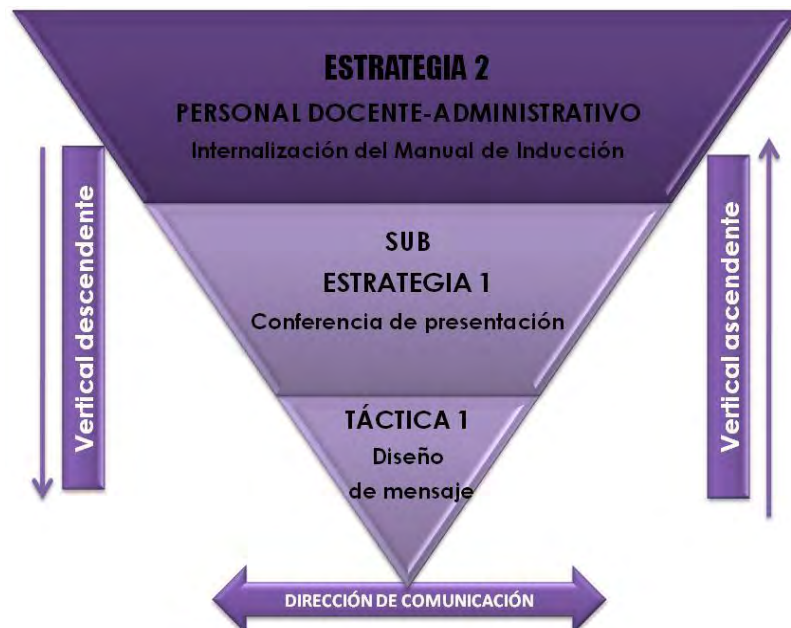 ESTRATEGIA 2
PERSONAL DOCENTE-ADMINISTRATIVO
Internalización del Manual de Inducción
SUB
ESTRATEGIA 1
Conferencia de presentación
TÁCTICA 1
Diseño
de mensaje
Vertical descendente
Vertical ascendente
DIRECCIÓN DE COMUNICACIÓN